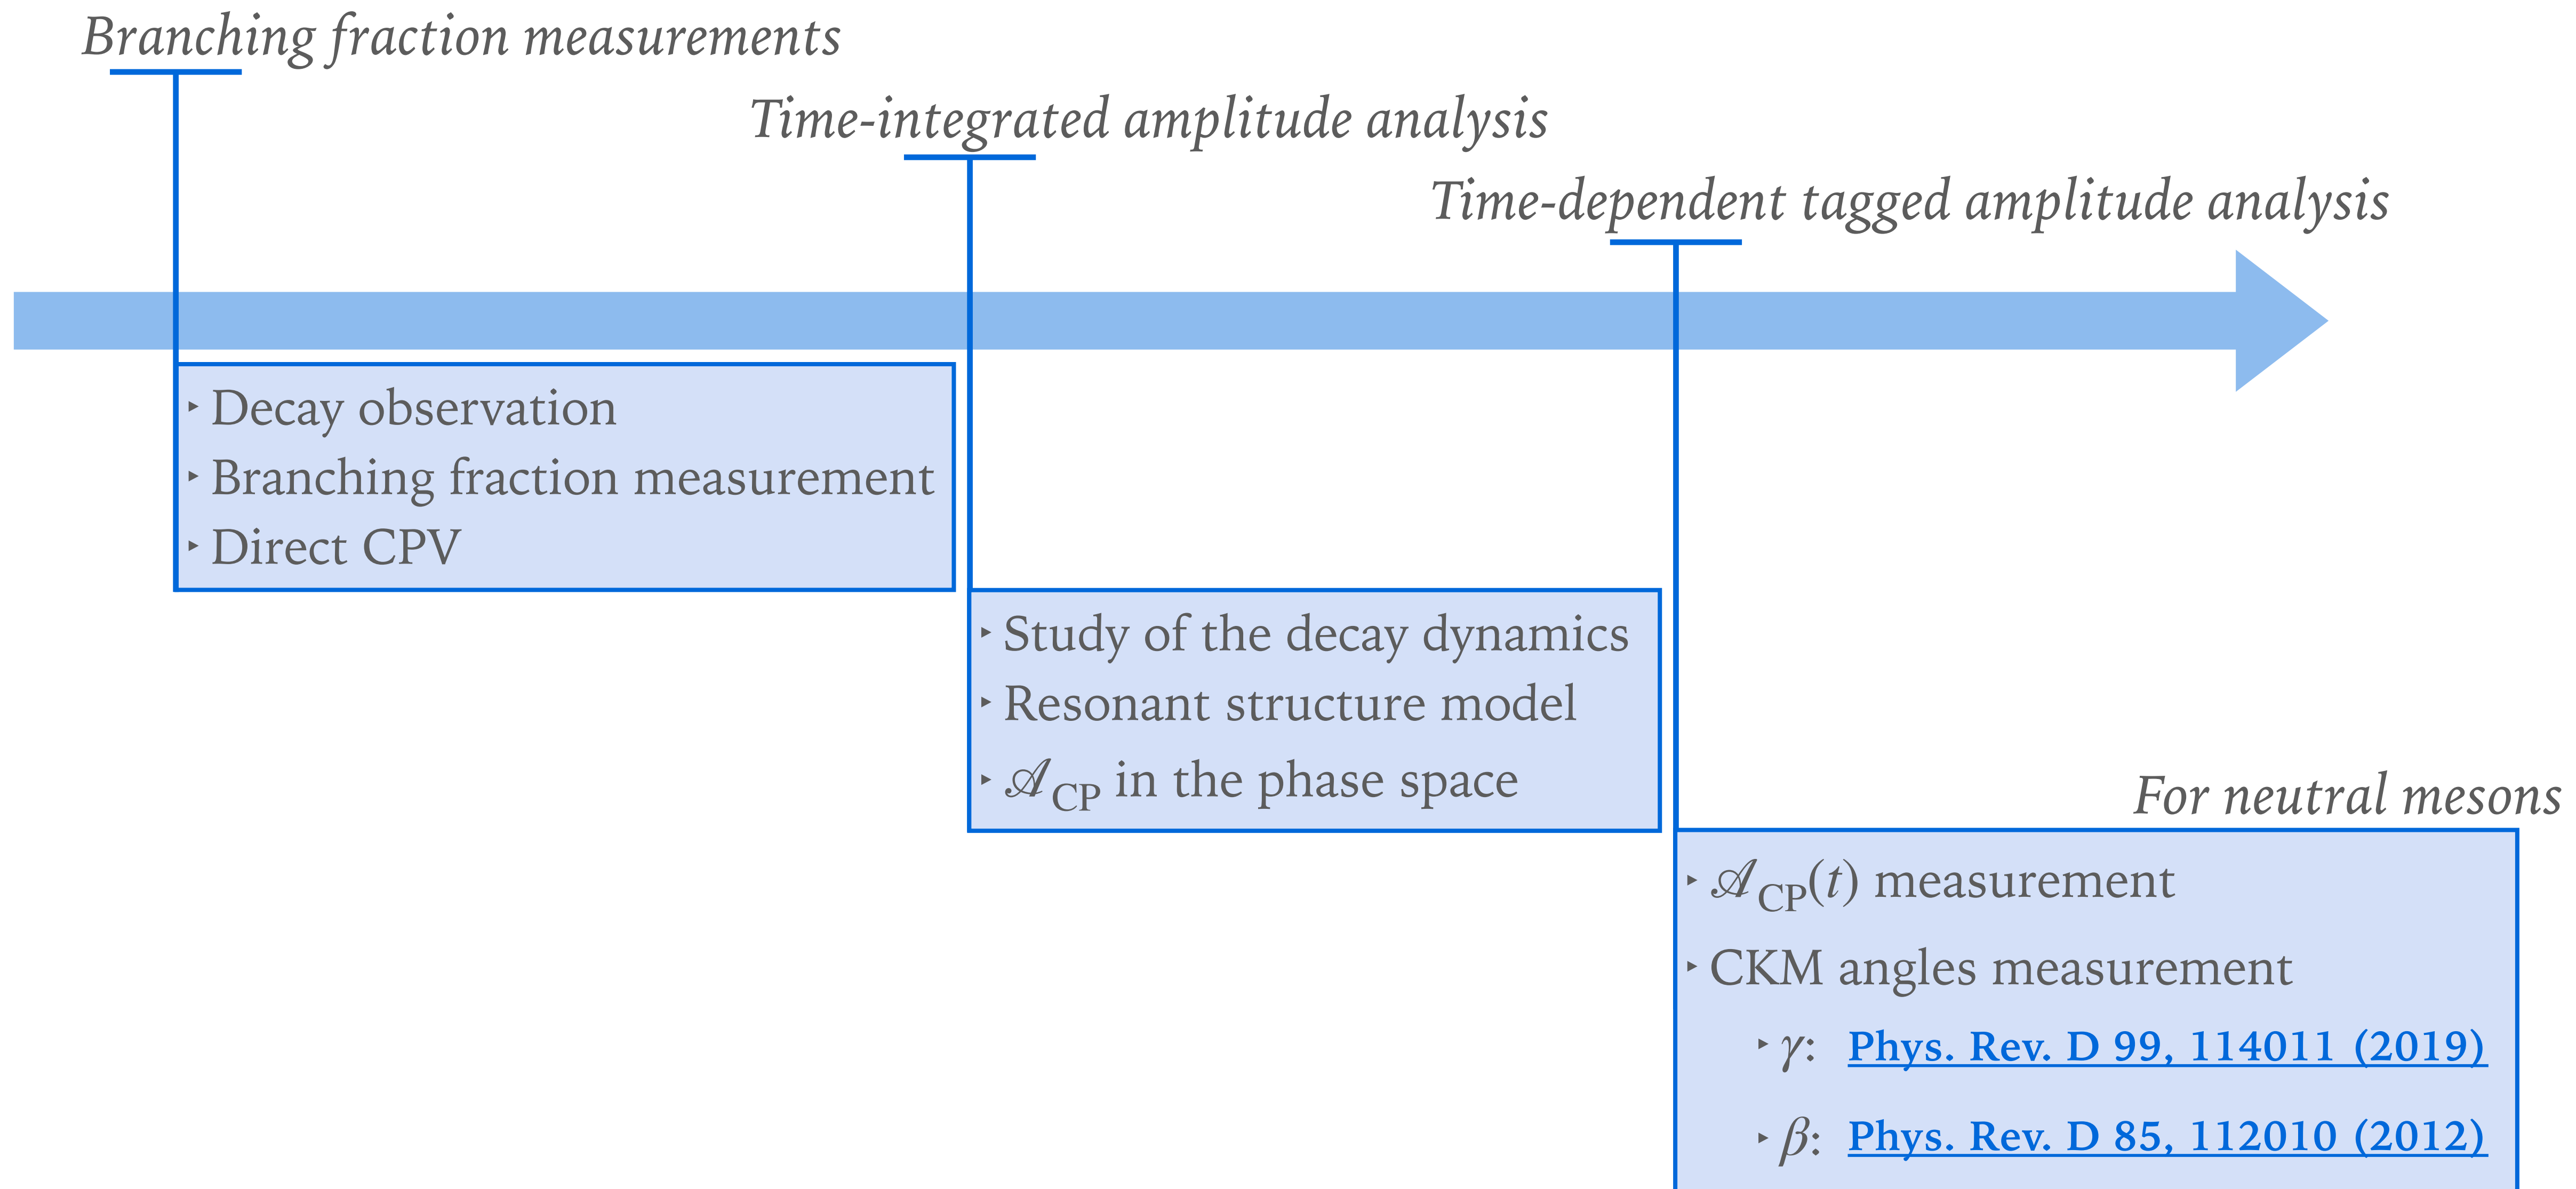 Branching fraction measurements
Time-integrated amplitude analysis
Time-dependent tagged amplitude analysis
‣ Decay observation
‣ Branching fraction measurement
‣ Direct CPV
‣ Study of the decay dynamics
‣ Resonant structure model
‣ 𝒜CP in the phase space
For neutral mesons
‣ 𝒜CP(t) measurement
‣ CKM angles measurement
‣ γ: Phys. Rev. D 99, 114011 (2019)
‣ β: Phys. Rev. D 85, 112010 (2012)